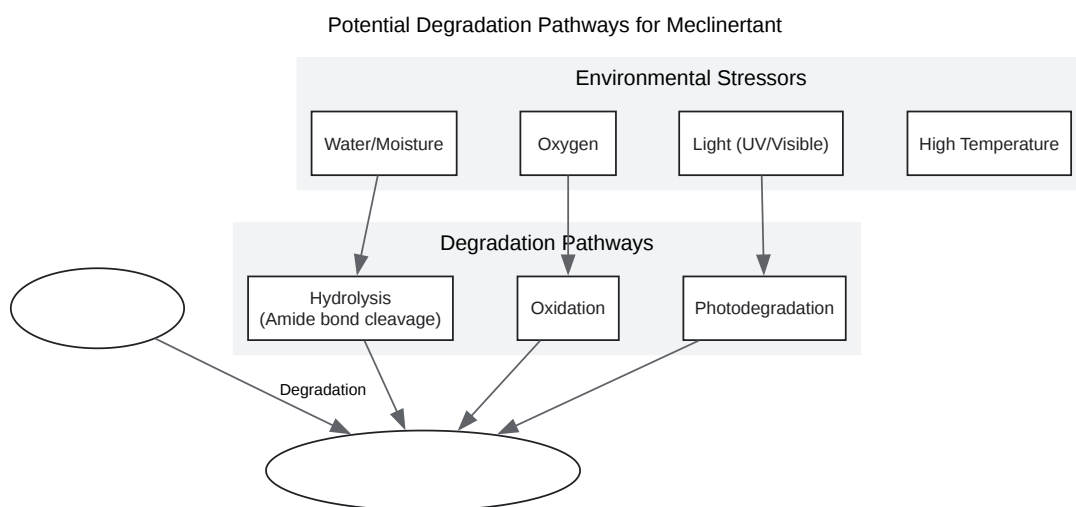 Potential Degradation Pathways for Meclinertant
Environmental Stressors
Water/Moisture
Oxygen
Light (UV/Visible)
High Temperature
Degradation Pathways
Hydrolysis
(Amide bond cleavage)
Oxidation
Photodegradation
Degradation